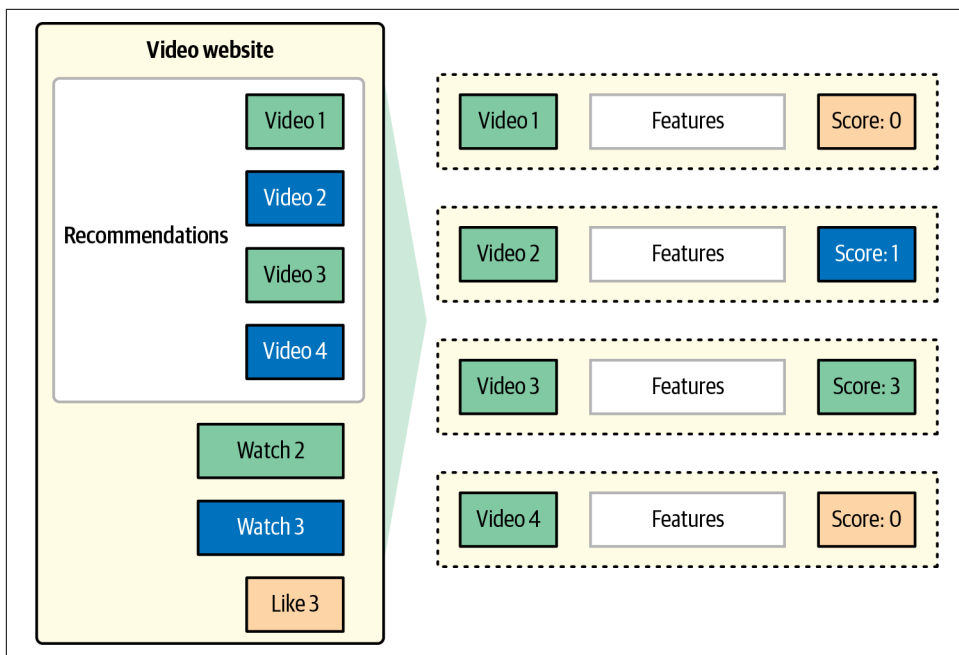 Video website
Recommendations
Video 1
Video 2
Video 3
Video 4
Watch 2
Watch 3
Like 3
Video 1 Features Score: 0
Video 2 Features Score: 1
Video 3 Features Score: 3
Video 4 Features Score: 0